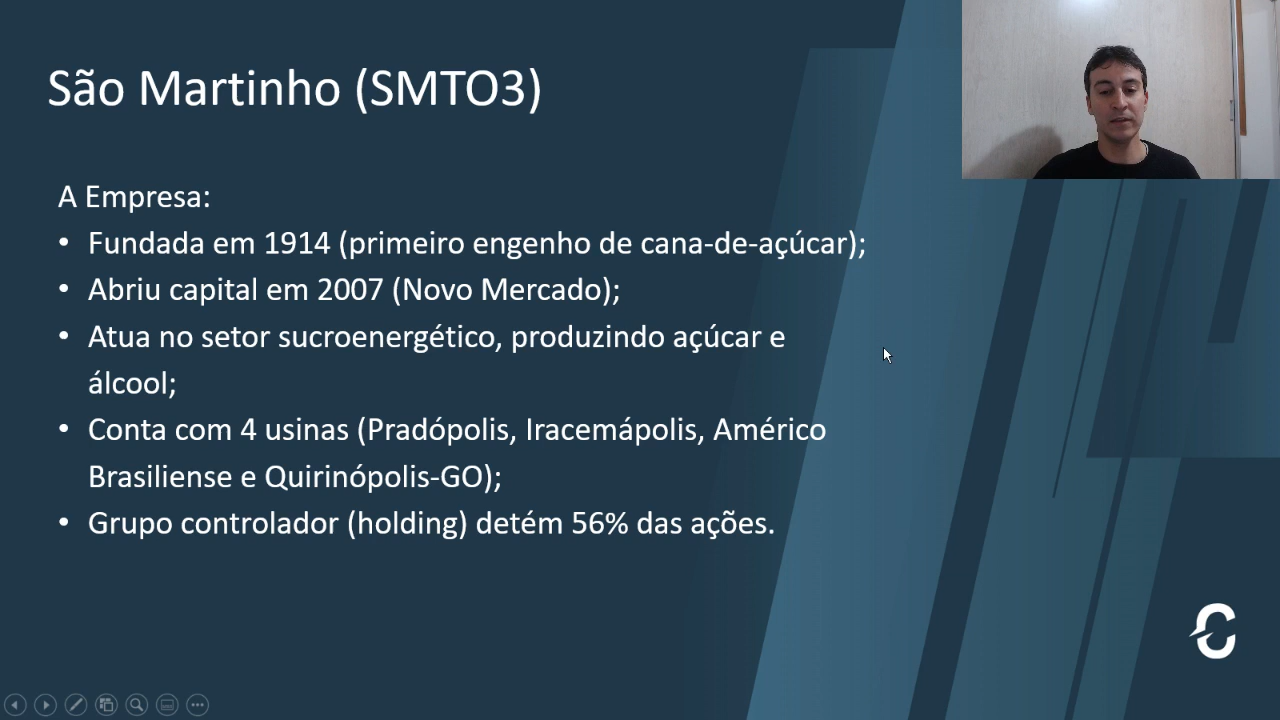 São Martinho (SMTO3)
A Empresa:
• Fundada em 1914 (primeiro engenho de cana-de-açúcar);
• Abriu capital em 2007 (Novo Mercado);
• Atua no setor sucroenergético, produzindo açúcar e
álcool;
• Conta com 4 usinas (Pradópolis, Iracemápolis, Américo
Brasiliense e Quirinópolis-GO);
• Grupo controlador (holding) detém 56% das ações.